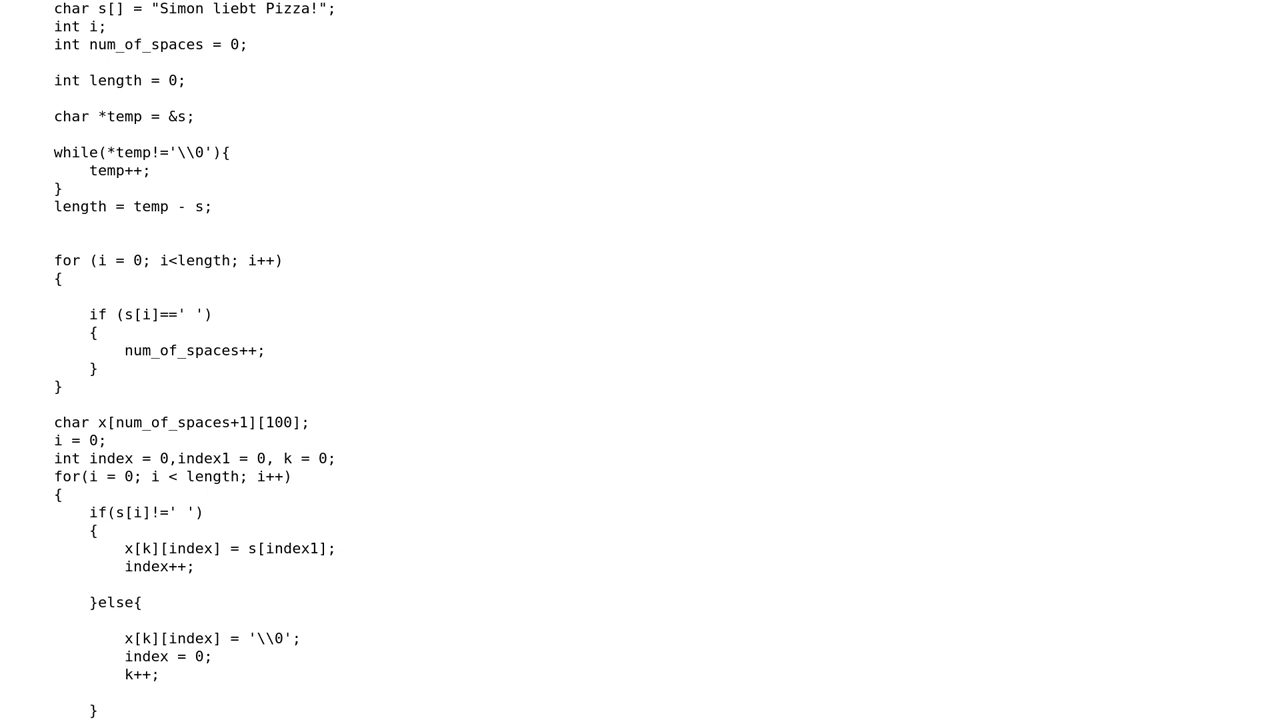 char s[] = "Simon liebt Pizza!";
int i;
int num_of_spaces = 0;
int length = 0;
char *temp = &s;
while(*temp!='\\0'){
temp++;
}
length = temp - s;
for (i = 0; i<length; i++)
{
if (s[i]==' ')
{
num_of_spaces++;
}
}
char x[num_of_spaces+1][100];
i = 0;
int index = 0,index1 = 0, k = 0;
for(i = 0; i < length; i++)
{
if(s[i]!=' ')
{
x[k][index] = s[index1];
index++;
}else{
x[k][index] = '\\0';
index = 0;
k++;
}